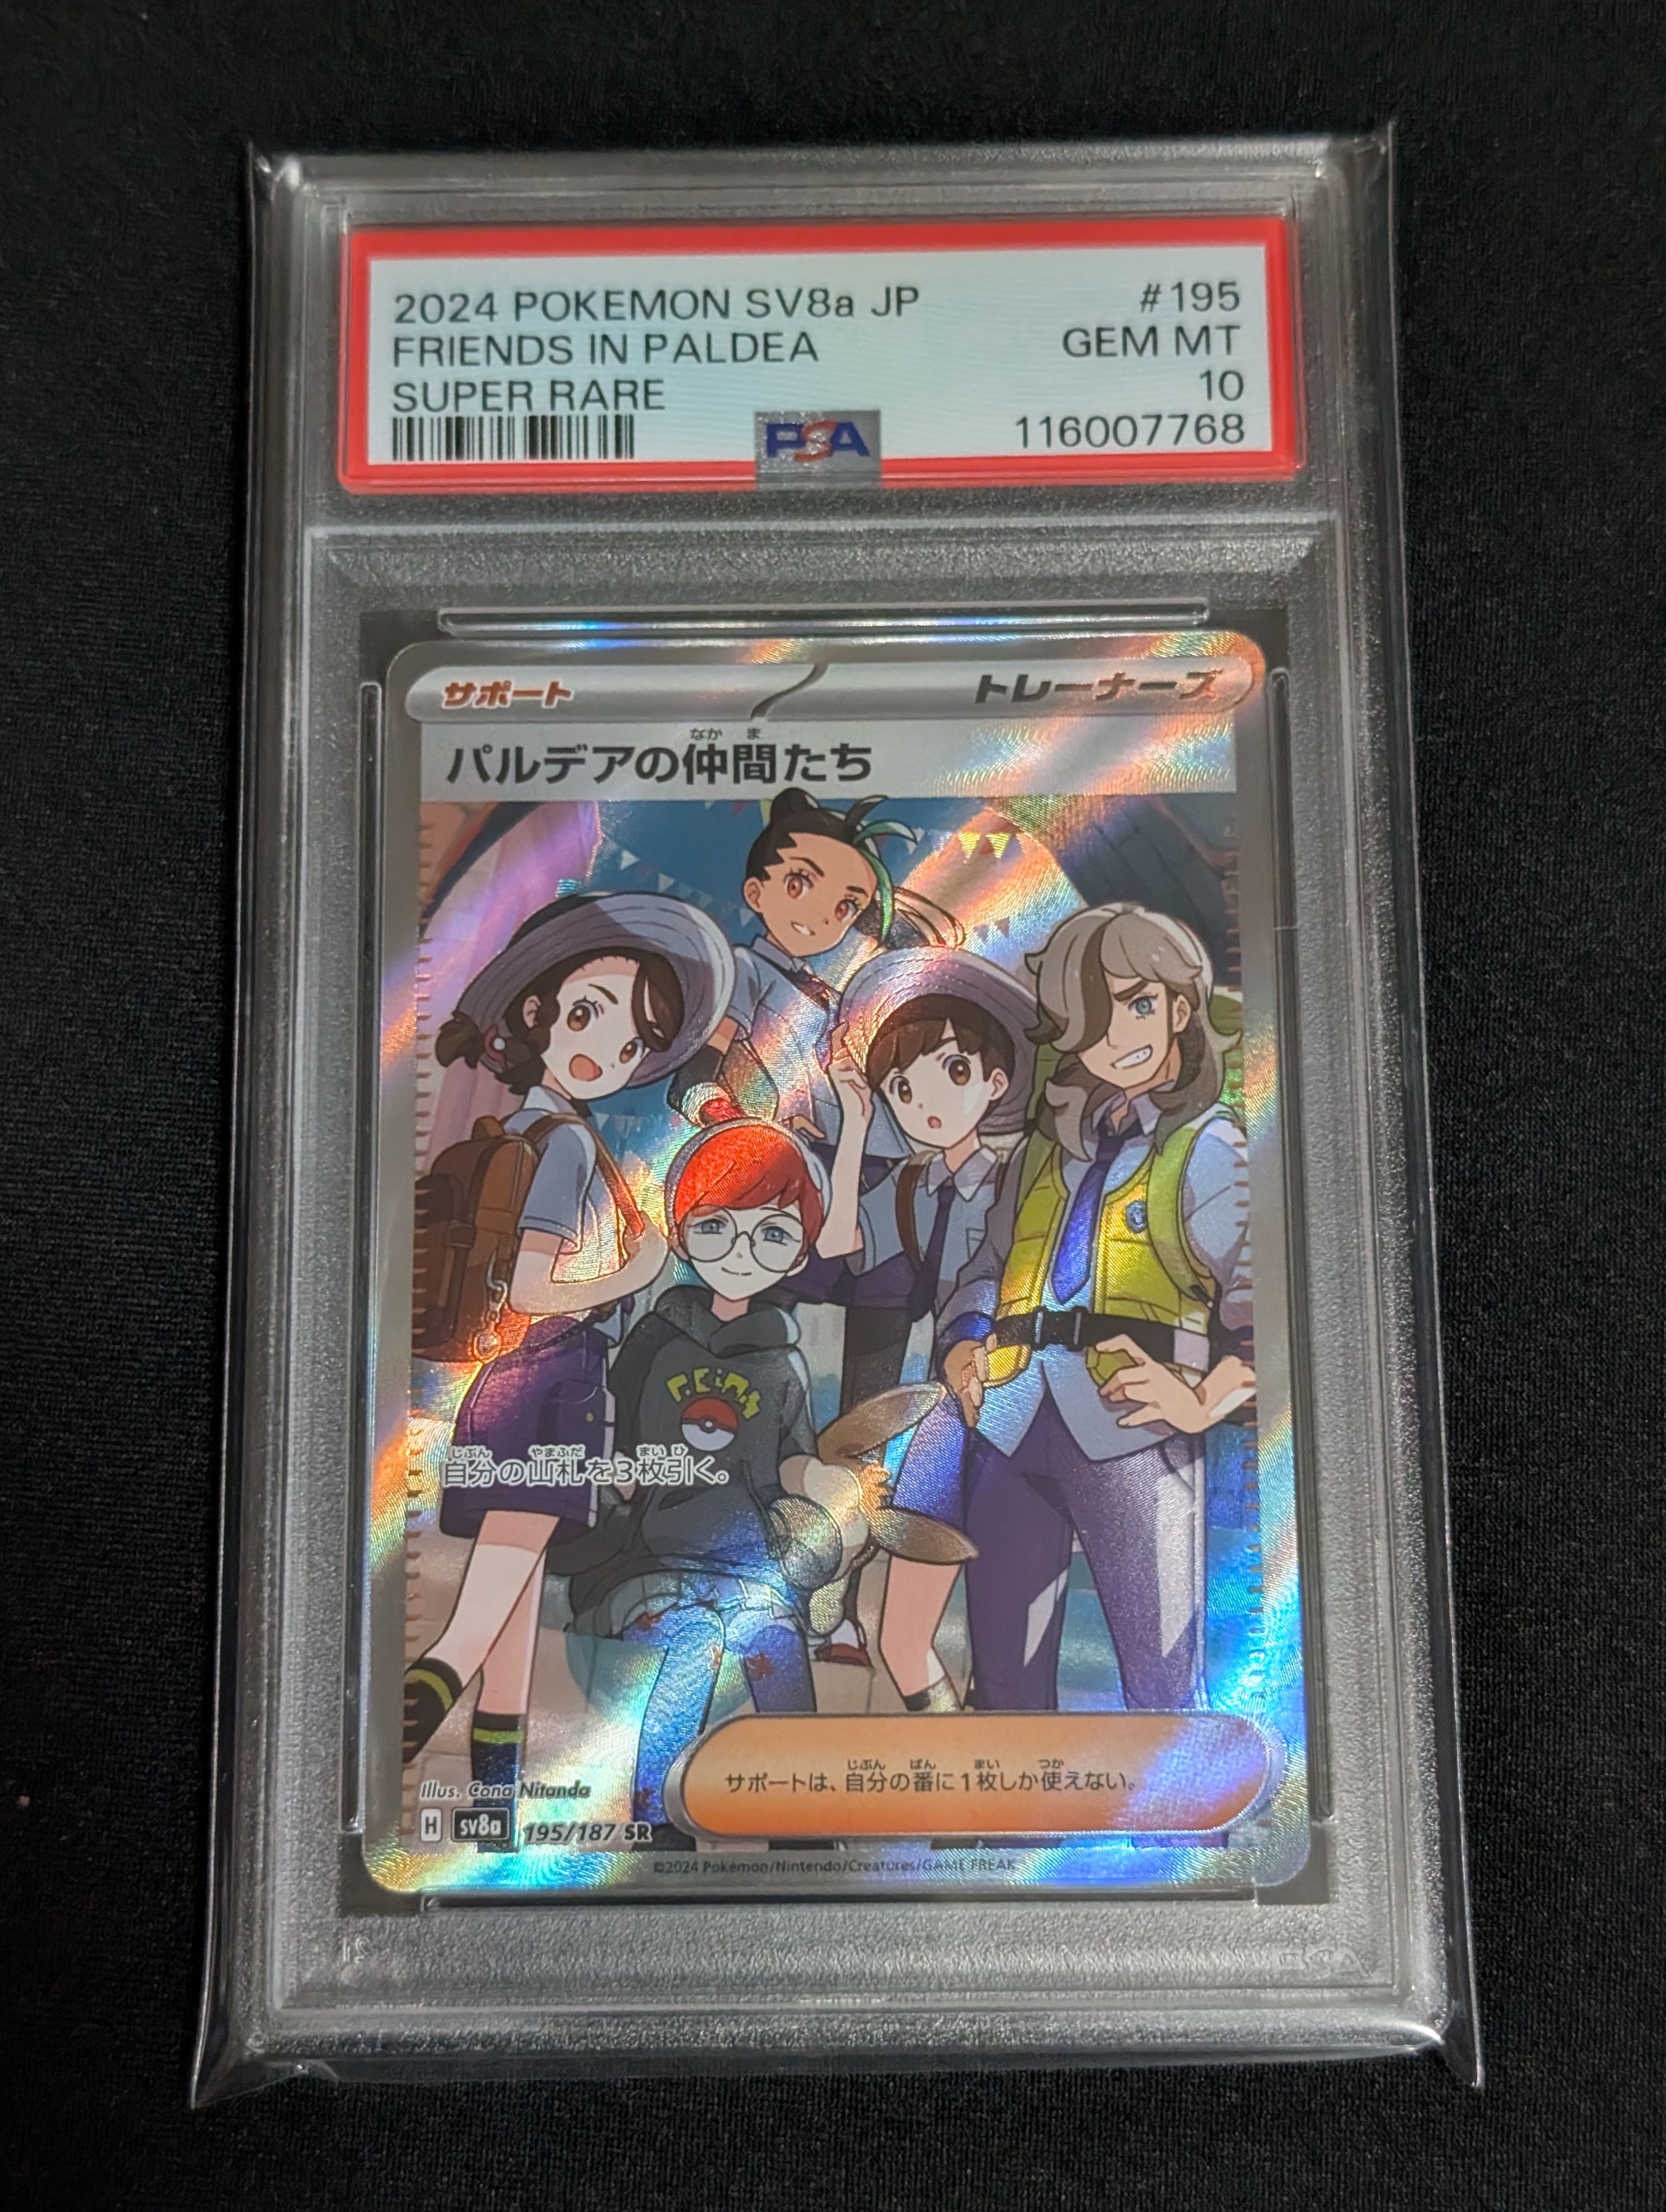 2024 POKEMON SV8a JP #195
FRIENDS IN PALDEA GEM MT
SUPER RARE 10
PSA 116007768
サポート トレーナーズ
なかま
パルデアの仲間たち
じぶん やまふだ まい ひ
自分の山札を3枚引く。
じぶん ばん まい つか
サポートは、自分の番に1枚しか使えない。
Illus. Cona Nitanda
H sv8a 195/187 SR
©2024 Pokémon/Nintendo/Creatures/GAME FREAK